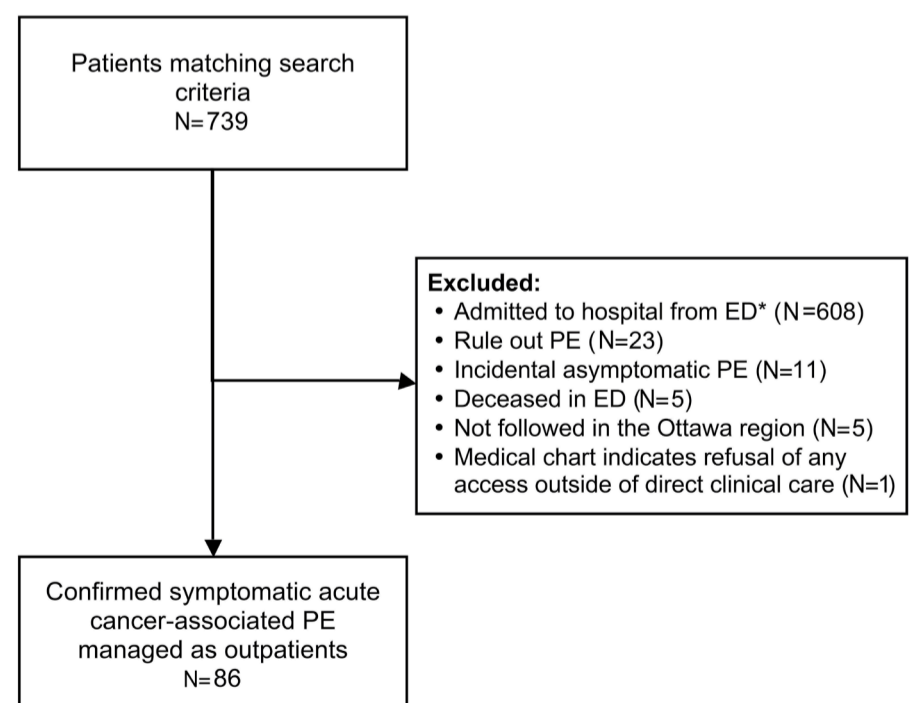 Patients matching search
criteria
N=739
Excluded:
• Admitted to hospital from ED* (N=608)
• Rule out PE (N=23)
• Incidental asymptomatic PE (N=11)
• Deceased in ED (N=5)
• Not followed in the Ottawa region (N=5)
• Medical chart indicates refusal of any
access outside of direct clinical care (N=1)
Confirmed symptomatic acute
cancer-associated PE
managed as outpatients
N=86